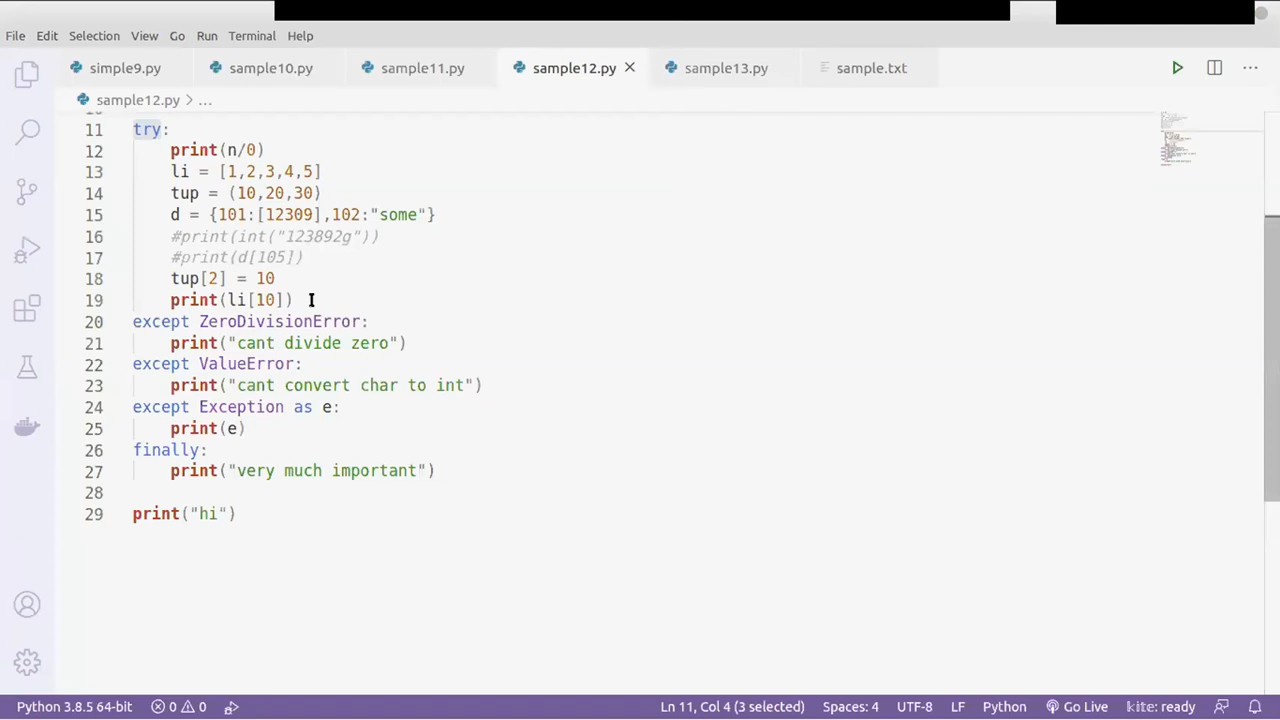 File Edit Selection View Go Run Terminal Help
simple9.py sample10.py sample11.py sample12.py sample13.py sample.txt
sample12.py > ...
11 try:
12 print(n/0)
13 li = [1,2,3,4,5]
14 tup = (10,20,30)
15 d = {101:[12309],102:"some"}
16 #print(int("123892g"))
17 #print(d[105])
18 tup[2] = 10
19 print(li[10])
20 except ZeroDivisionError:
21 print("cant divide zero")
22 except ValueError:
23 print("cant convert char to int")
24 except Exception as e:
25 print(e)
26 finally:
27 print("very much important")
28
29 print("hi")
Python 3.8.5 64-bit 0 0 Ln 11, Col 4 (3 selected) Spaces: 4 UTF-8 LF Python Go Live kite: ready